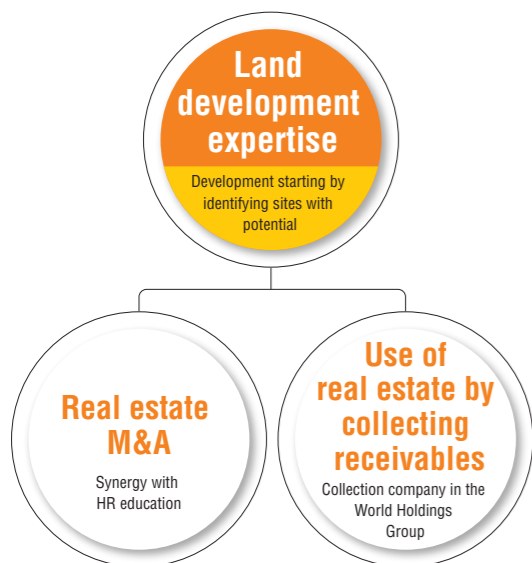 Land
development
expertise
Development starting by
identifying sites with
potential
Real estate
M&A
Synergy with
HR education
Use of
real estate by
collecting
receivables
Collection company in the
World Holdings
Group